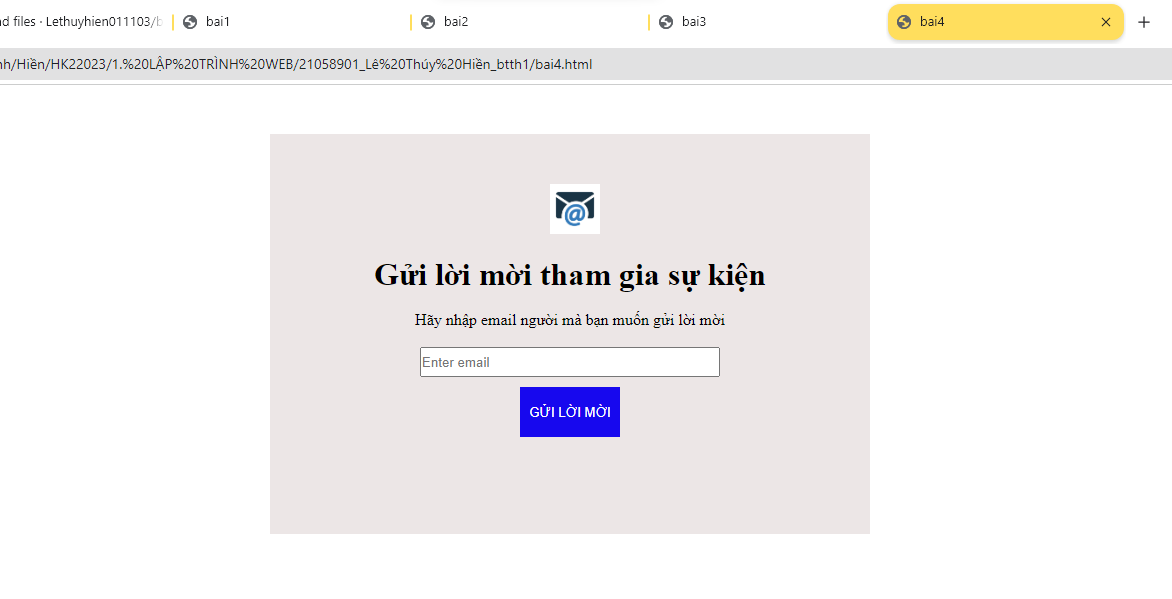 d files · Lethuyhien011103/b
bai1
bai2
bai3
bai4
nh/Hiền/HK22023/1.%20LẬP%20TRÌNH%20WEB/21058901_Lê%20Thúy%20Hiền_btth1/bai4.html
@
Gửi lời mời tham gia sự kiện
Hãy nhập email người mà bạn muốn gửi lời mời
Enter email
GỬI LỜI MỜI